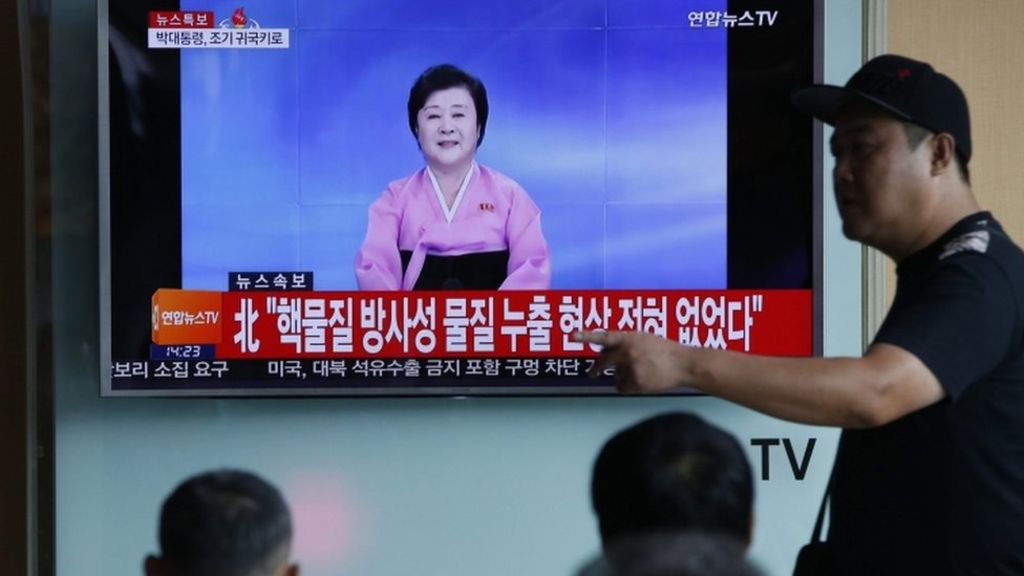 뉴스특보
박대통령, 조기 귀국키로
연합뉴스TV
뉴스속보
연합뉴스TV
北 "핵물질 방사성 물질 누출 현상 전혀 없었다"
14:23
보리 소집 요구 미국, 대북 석유수출 금지 포함 구멍 차단
TV